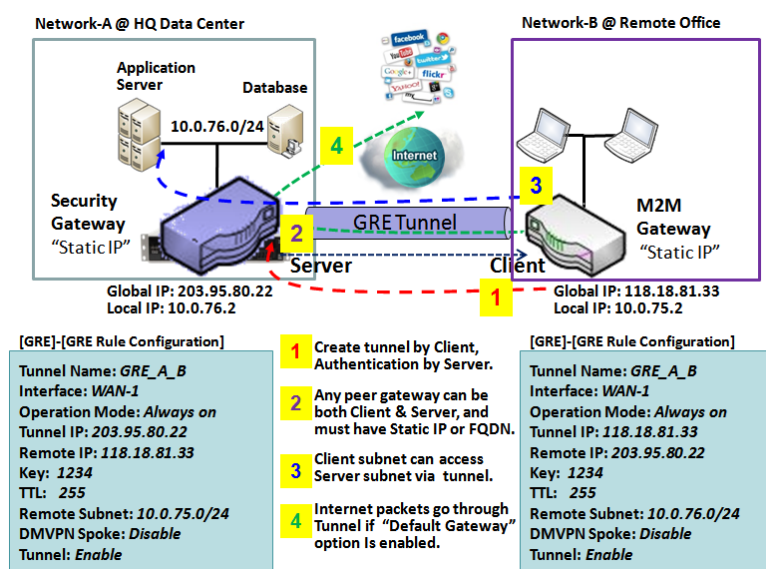 Network-A @ HQ Data Center
Network-B @ Remote Office
Application
Server
Database
10.0.76.0/24
facebook
YouTube
twitter
Google+
flickr
YAHOO!
my
4
Internet
3
Security
Gateway
"Static IP"
2
GRE Tunnel
M2M
Gateway
"Static IP"
Server
Client
1
Global IP: 203.95.80.22
Local IP: 10.0.76.2
Global IP: 118.18.81.33
Local IP: 10.0.75.2
[GRE]-[GRE Rule Configuration]
Tunnel Name: GRE_A_B
Interface: WAN-1
Operation Mode: Always on
Tunnel IP: 203.95.80.22
Remote IP: 118.18.81.33
Key: 1234
TTL: 255
Remote Subnet: 10.0.75.0/24
DMVPN Spoke: Disable
Tunnel: Enable
1 Create tunnel by Client,
Authentication by Server.
2 Any peer gateway can be
both Client & Server, and
must have Static IP or FQDN.
3 Client subnet can access
Server subnet via tunnel.
4 Internet packets go through
Tunnel if "Default Gateway"
option Is enabled.
[GRE]-[GRE Rule Configuration]
Tunnel Name: GRE_A_B
Interface: WAN-1
Operation Mode: Always on
Tunnel IP: 118.18.81.33
Remote IP: 203.95.80.22
Key: 1234
TTL: 255
Remote Subnet: 10.0.76.0/24
DMVPN Spoke: Disable
Tunnel: Enable